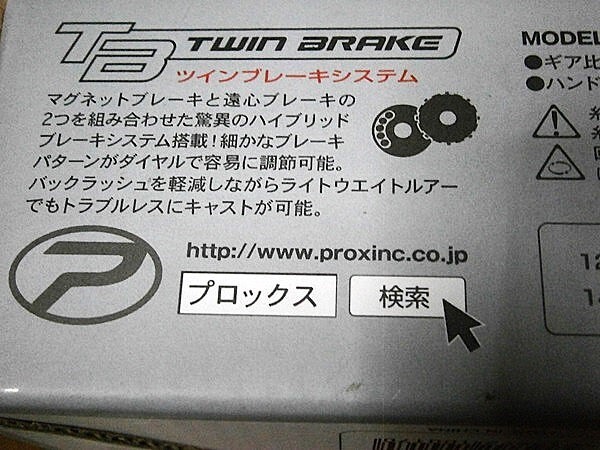 TB TWIN BRAKE
ツインブレーキシステム
マグネットブレーキと遠心ブレーキの
2つを組み合わせた驚異のハイブリッド
ブレーキシステム搭載!細かなブレーキ
パターンがダイヤルで容易に調節可能。
バックラッシュを軽減しながらライトウエイトルアー
でもトラブルレスにキャストが可能。
http://www.proxinc.co.jp
プロックス 検索
MODEL
●ギア比
●ハンド
12
14